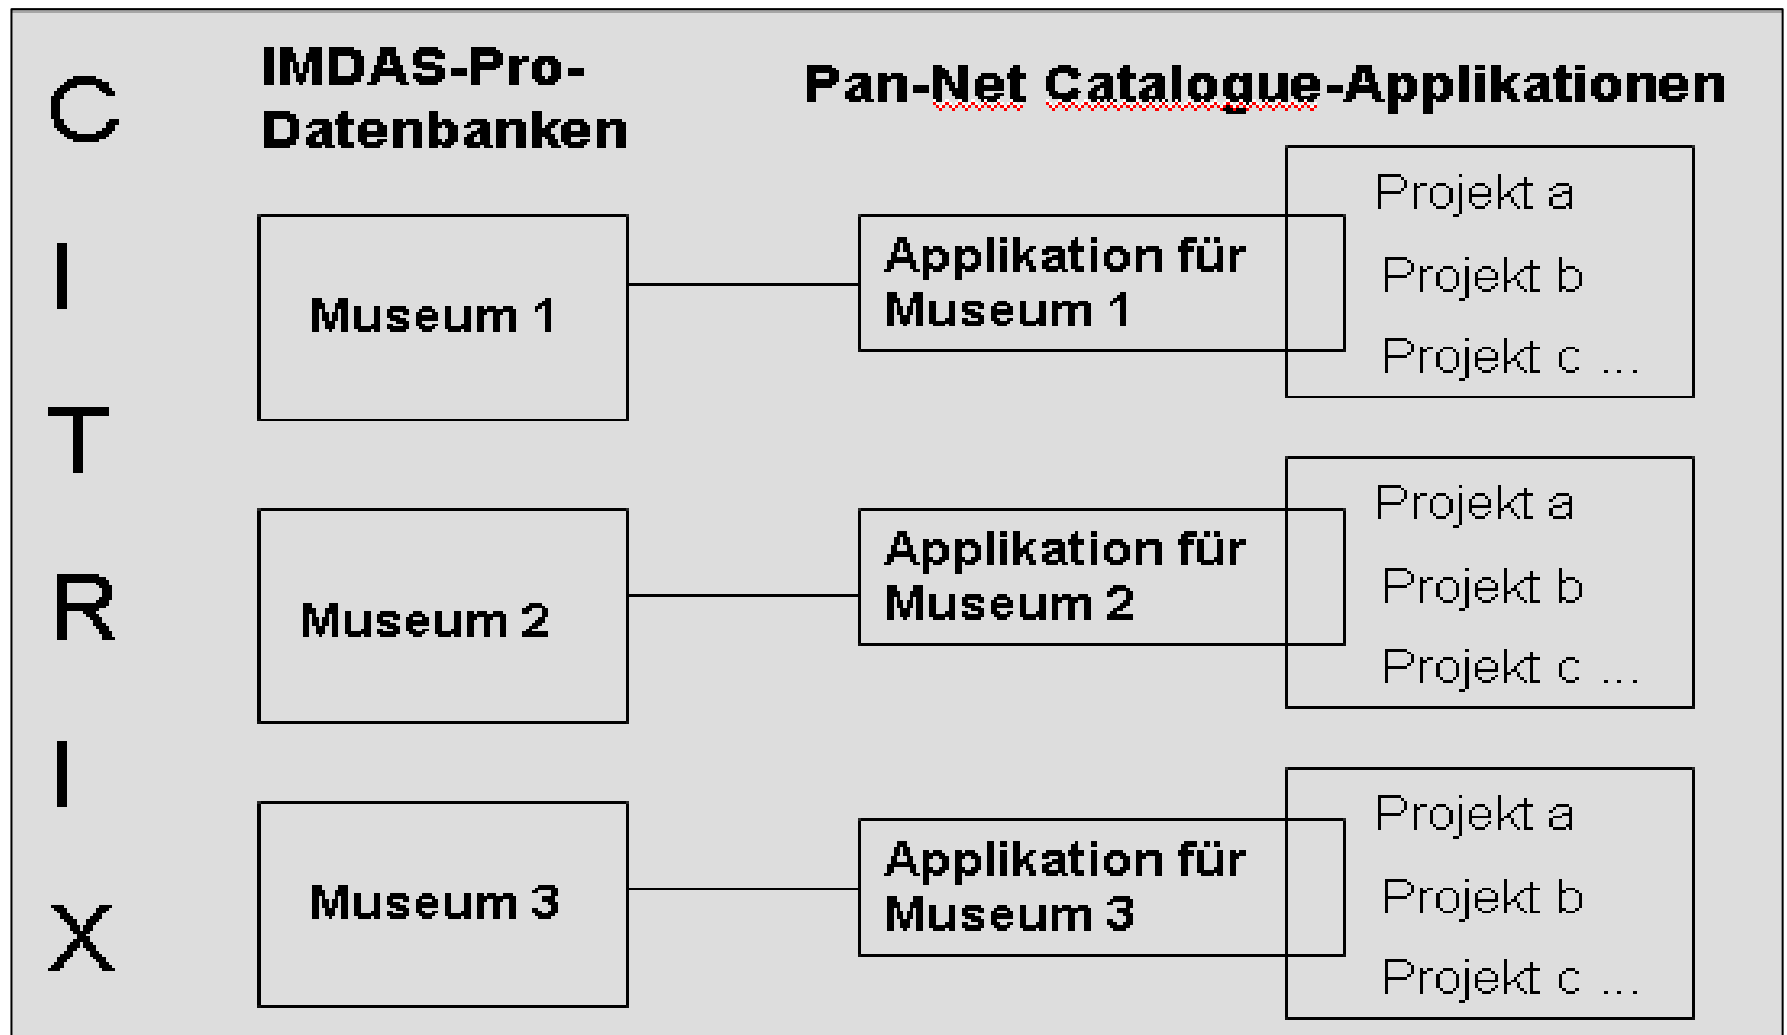 C
I
T
R
I
X
IMDAS-Pro-
Datenbanken
Pan-Net Catalogue-Applikationen
Museum 1
Applikation für
Museum 1
Projekt a
Projekt b
Projekt c ...
Museum 2
Applikation für
Museum 2
Projekt a
Projekt b
Projekt c ...
Museum 3
Applikation für
Museum 3
Projekt a
Projekt b
Projekt c ...